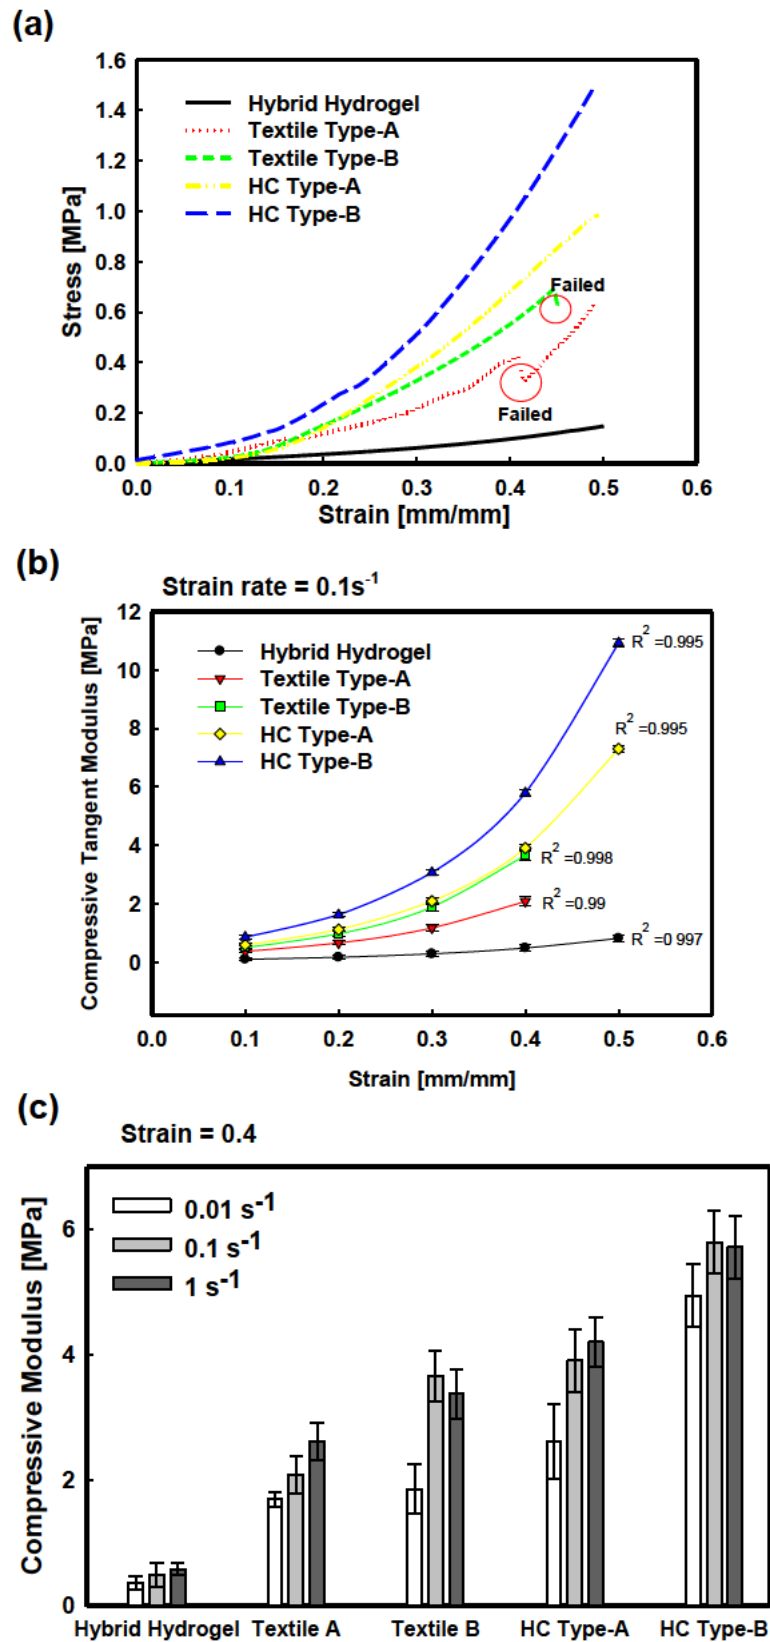 (a)
1.6
1.4
1.2
1.0
0.8
0.6
0.4
0.2
0.0
Stress [MPa]
Hybrid Hydrogel
Textile Type-A
Textile Type-B
HC Type-A
HC Type-B
Failed
Failed
0.0 0.1 0.2 0.3 0.4 0.5 0.6
Strain [mm/mm]
(b)
Strain rate = 0.1s⁻¹
12
10
8
6
4
2
0
Compressive Tangent Modulus [MPa]
Hybrid Hydrogel
Textile Type-A
Textile Type-B
HC Type-A
HC Type-B
R² =0.995
R² =0.995
R² =0.998
R² =0.99
R² =0.997
0.0 0.1 0.2 0.3 0.4 0.5 0.6
Strain [mm/mm]
(c)
Strain = 0.4
6
4
2
0
Compressive Modulus [MPa]
0.01 s⁻¹
0.1 s⁻¹
1 s⁻¹
Hybrid Hydrogel Textile A Textile B HC Type-A HC Type-B